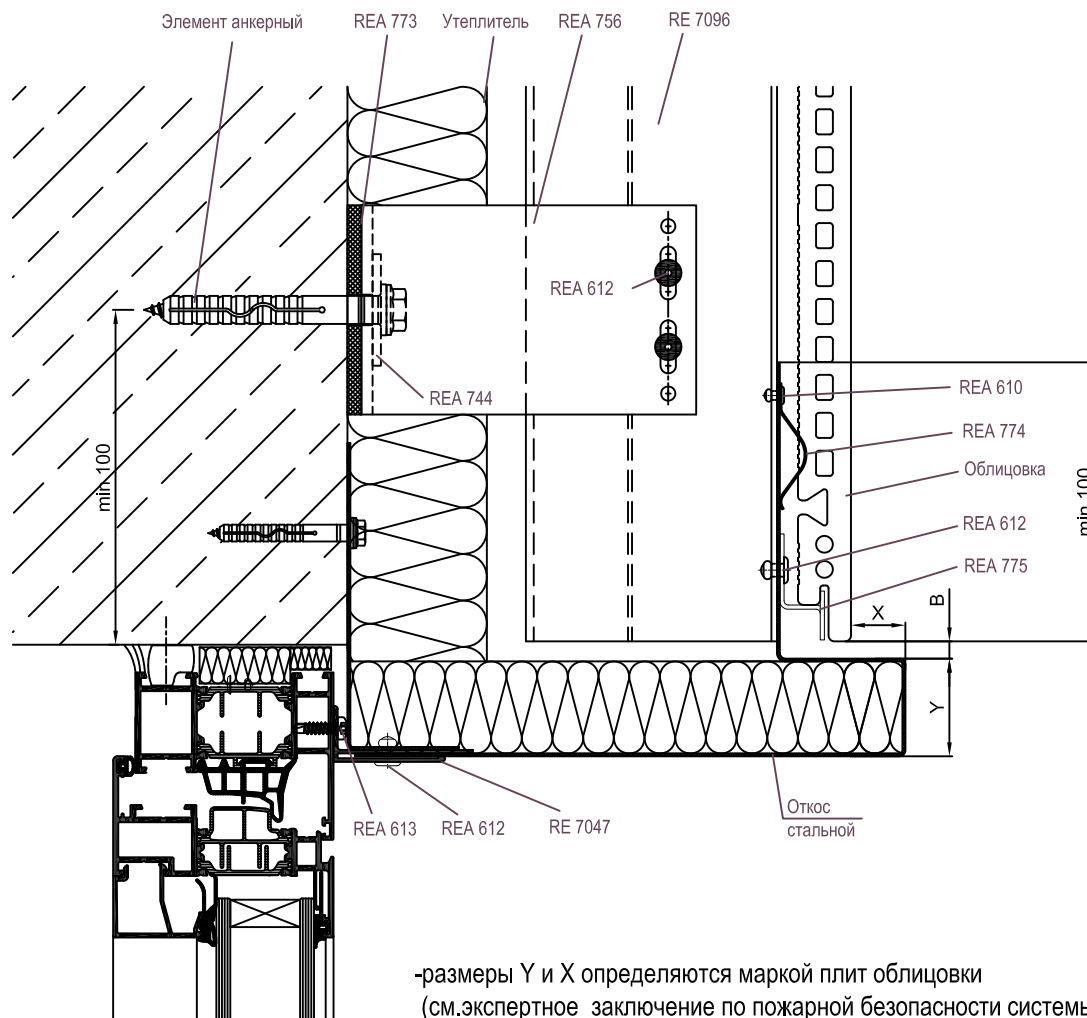 Элемент анкерный
REA 773
Утеплитель
REA 756
RE 7096
REA 612
REA 744
REA 610
REA 774
Облицовка
REA 612
REA 775
min 100
min 100
B
X
Y
REA 613
REA 612
RE 7047
Откос
стальной
-размеры Y и X определяются маркой плит облицовки
(см.экспертное заключение по пожарной безопасности системы